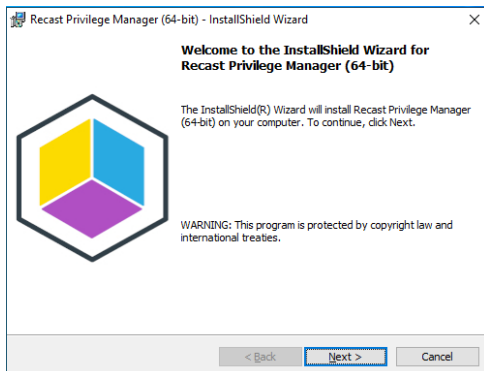 Recast Privilege Manager (64-bit) - InstallShield Wizard
Welcome to the InstallShield Wizard for
Recast Privilege Manager (64-bit)
The InstallShield(R) Wizard will install Recast Privilege Manager
(64-bit) on your computer. To continue, click Next.
WARNING: This program is protected by copyright law and
international treaties.
< Back Next > Cancel